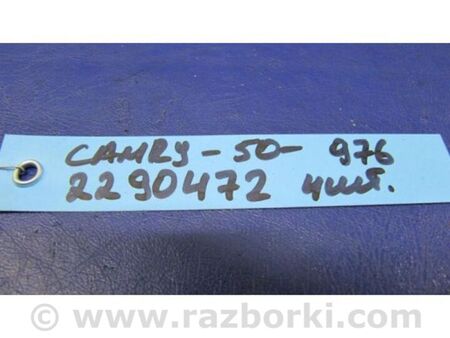 CAMRY-50- 976
2290472 4шт.
© www.razborki.com